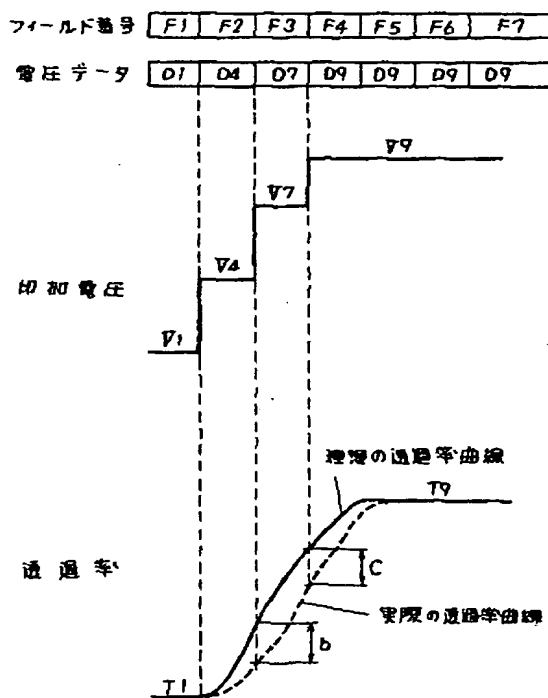 フィールド番号 F1 F2 F3 F4 F5 F6 F7
電圧データ D1 D4 D7 D9 D9 D9 D9
V9
V7
V4
印加電圧
V1
理想の透過率曲線
T9
透過率
C
実際の透過率曲線
b
T1